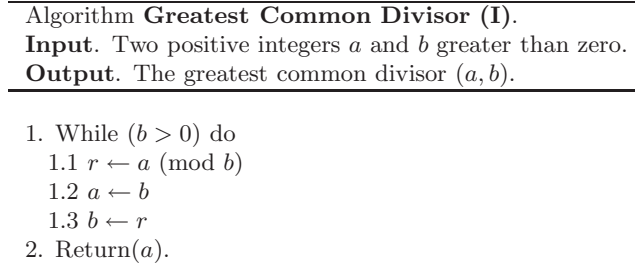 Algorithm Greatest Common Divisor (I).
Input. Two positive integers a and b greater than zero.
Output. The greatest common divisor (a, b).
1. While (b > 0) do
1.1 r ← a (mod b)
1.2 a ← b
1.3 b ← r
2. Return(a).